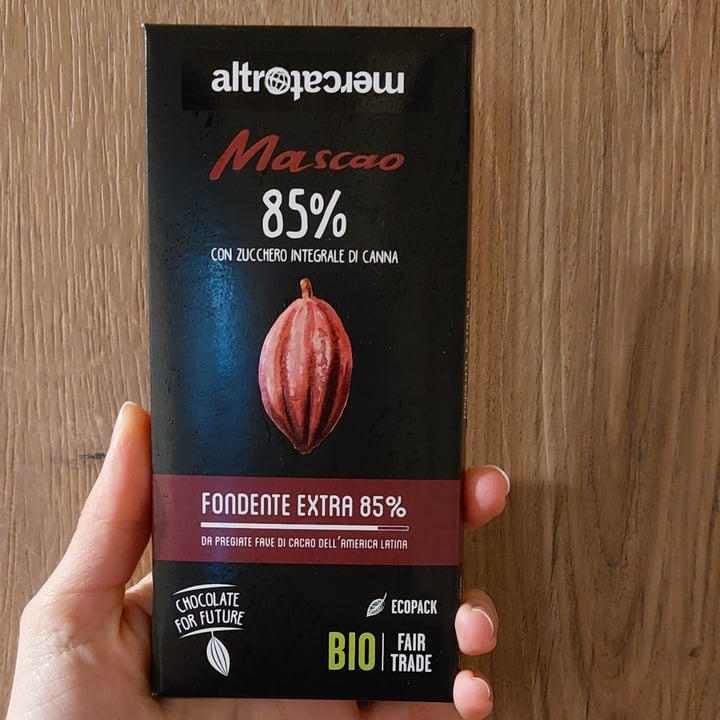 altromercato
Mascao
85%
CON ZUCCHERO INTEGRALE DI CANNA
FONDENTE EXTRA 85%
DA PREGIATE FAVE DI CACAO DELL'AMERICA LATINA
CHOCOLATE
FOR FUTURE
ECOPACK
BIO
FAIR
TRADE